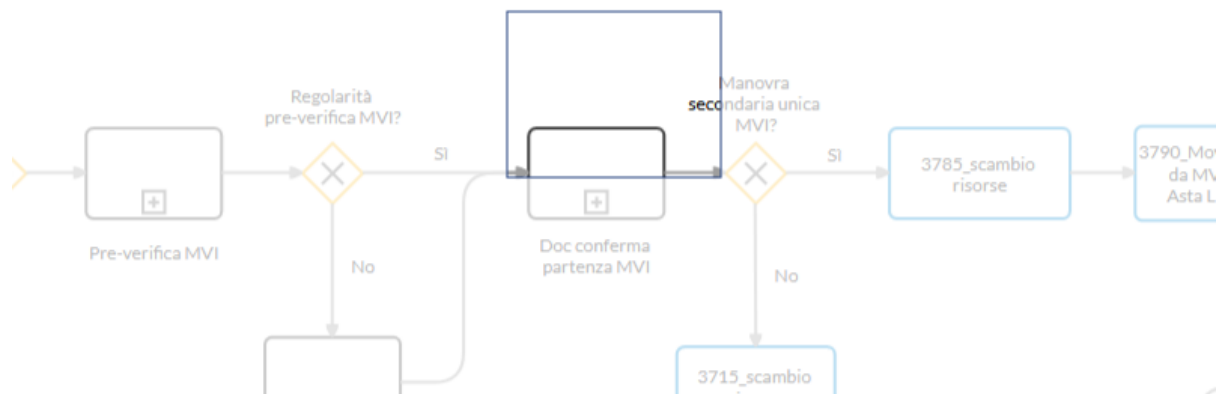 Regolarità
pre-verifica MVI?
Manovra
secondaria unica
MVI?
Sì
Sì
3785_scambio
risorse
3790_Mov
da MV
Asta L
Pre-verifica MVI
No
Doc conferma
partenza MVI
No
3715_scambio